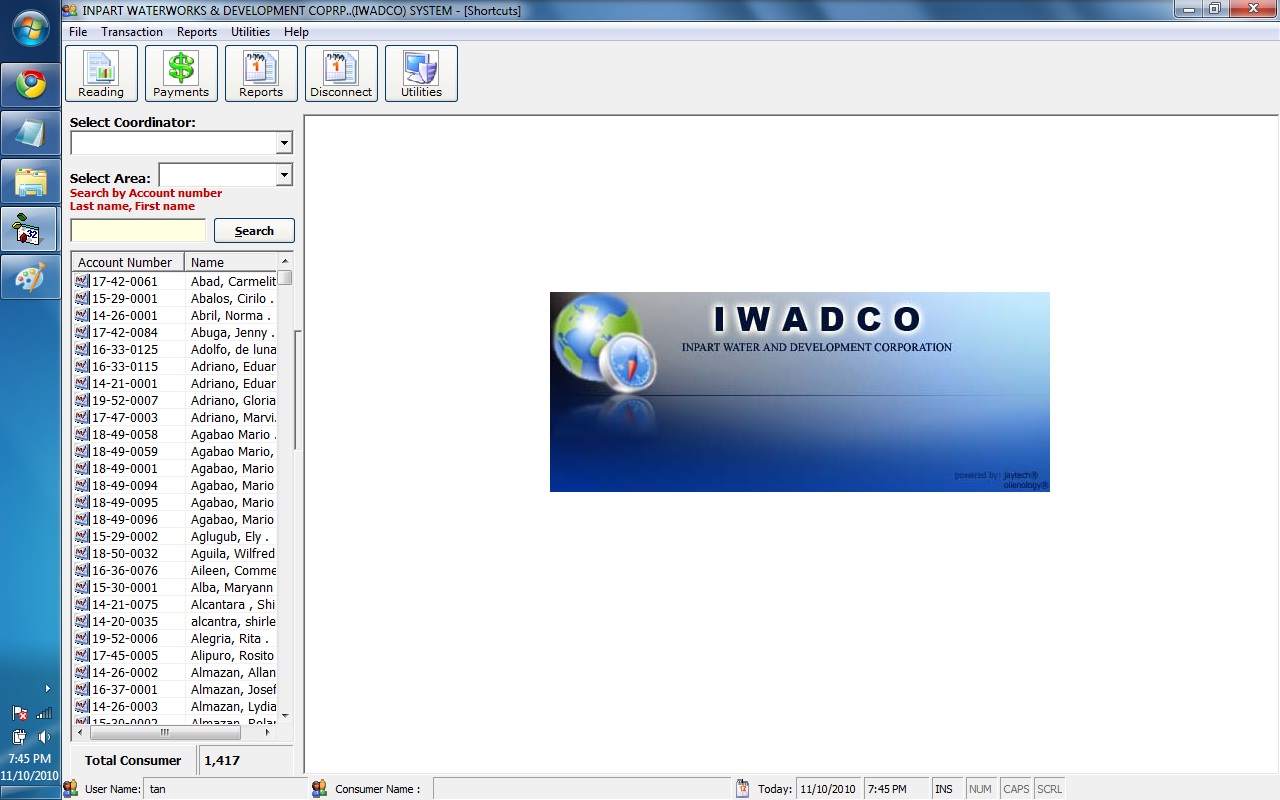 INPART WATERWORKS & DEVELOPMENT COPRP..(IWADCO) SYSTEM - [Shortcuts]
File Transaction Reports Utilities Help
Reading Payments Reports Disconnect Utilities
Select Coordinator:
Select Area:
Search by Account number
Last name, First name
Search
Account Number Name
17-42-0061 Abad, Carmelit
15-29-0001 Abalos, Cirilo .
14-26-0001 Abril, Norma .
17-42-0084 Abuga, Jenny .
16-33-0125 Adolfo, de luna
16-33-0115 Adriano, Eduar
14-21-0001 Adriano, Eduar
19-52-0007 Adriano, Gloria
17-47-0003 Adriano, Marvi.
18-49-0058 Agabao Mario .
18-49-0059 Agabao Mario,
18-49-0001 Agabao, Mario
18-49-0094 Agabao, Mario
18-49-0095 Agabao, Mario
18-49-0096 Agabao, Mario
15-29-0002 Aglugub, Ely .
18-50-0032 Aguila, Wilfred
16-36-0076 Aileen, Comme
15-30-0001 Alba, Maryann
14-21-0075 Alcantara , Shi
14-20-0035 alcantra, shirle
19-52-0006 Alegria, Rita .
17-45-0005 Alipuro, Rosito
14-26-0002 Almazan, Allan
16-37-0001 Almazan, Josef
14-26-0003 Almazan, Lydia
15-30-0002 Almazan, Rolan
Total Consumer 1,417
IWADCO
INPART WATER AND DEVELOPMENT CORPORATION
powered by: jaytech®
olienology®
7:45 PM
11/10/2010
User Name: tan Consumer Name : Today: 11/10/2010 7:45 PM INS NUM CAPS SCRL